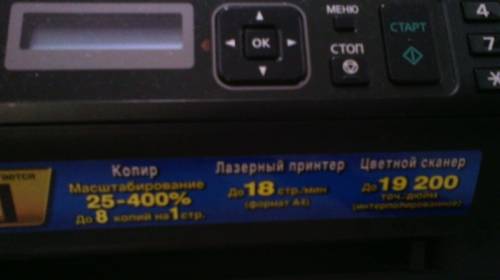 МЕНЮ
СТАРТ
4
OK
СТОП
7
*
Копир
Масштабирование
25-400%
До 8 копий на 1 стр.
Лазерный принтер
До 18 стр./мин
(формат А4)
Цветной сканер
До 19 200
точ./дюйм
(интерполированное)